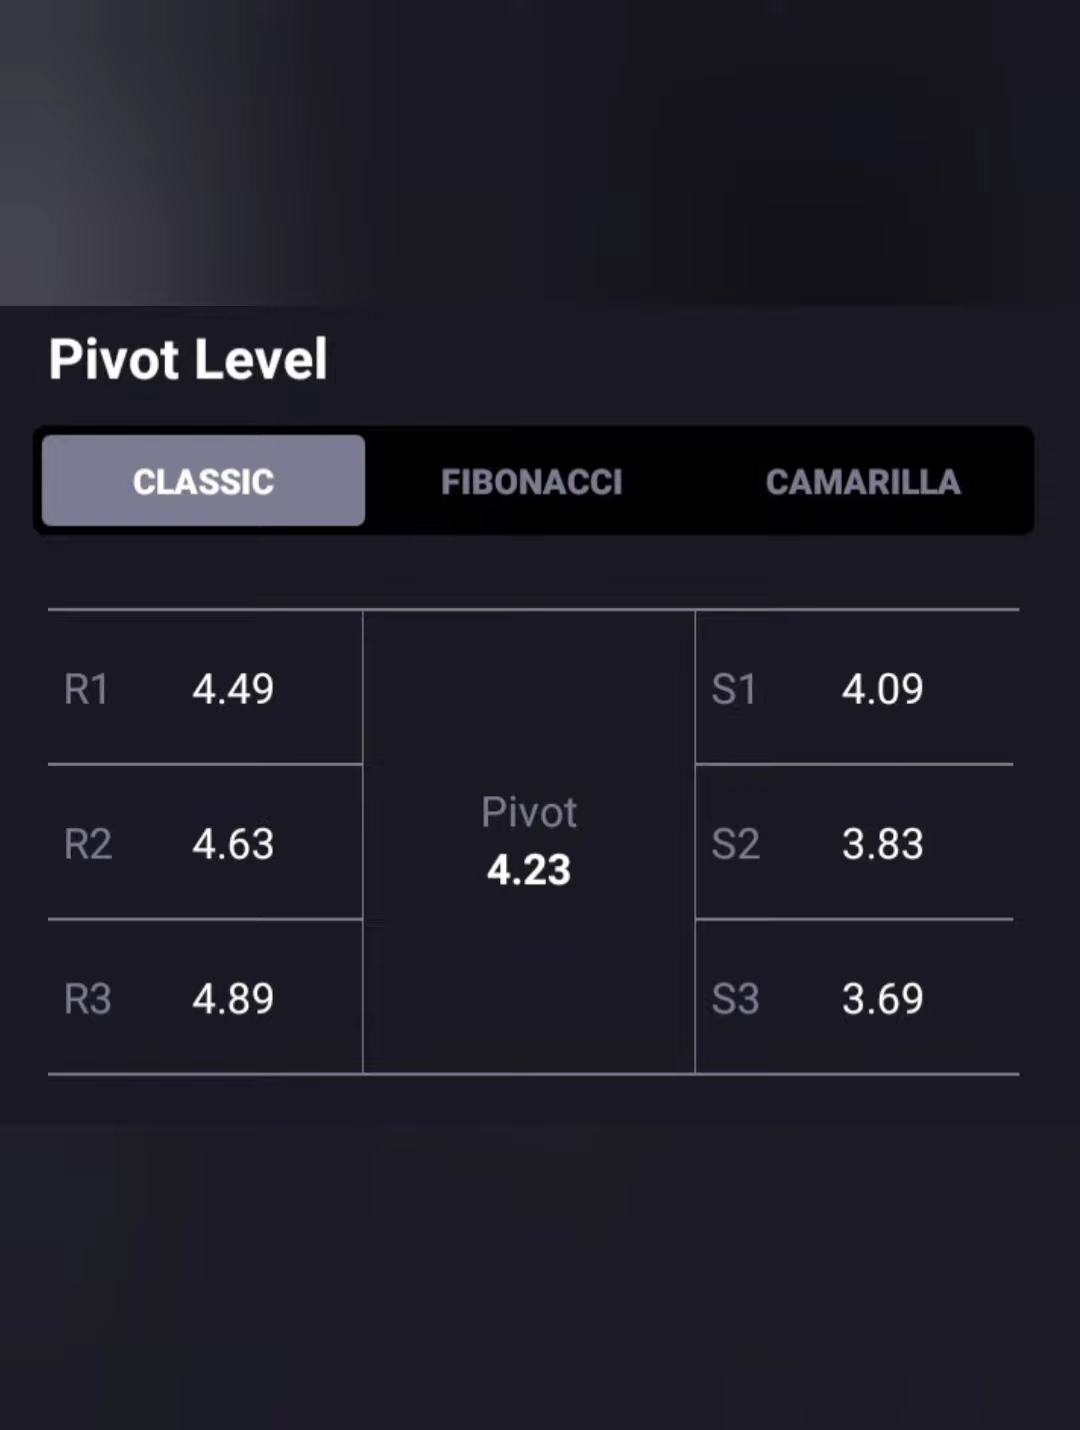 Pivot Level
CLASSIC FIBONACCI CAMARILLA
R1 4.49 S1 4.09
Pivot
R2 4.63 S2 3.83
4.23
R3 4.89 S3 3.69